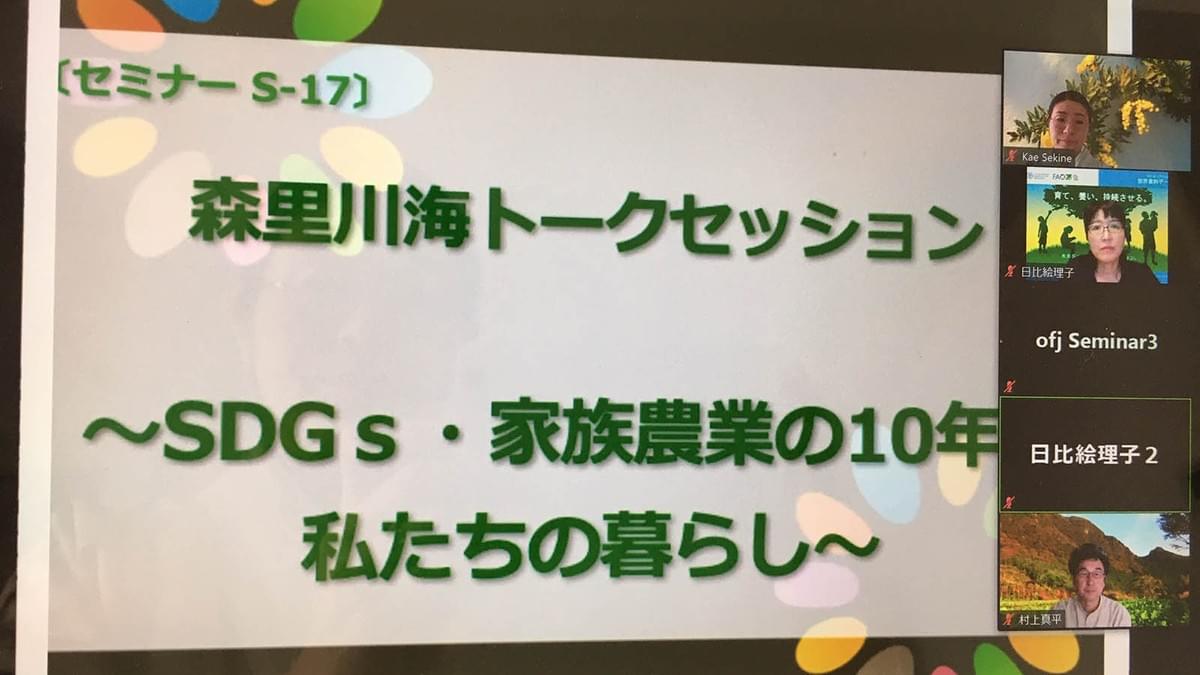 〔セミナー S-17〕
森里川海トークセッション
～SDGｓ・家族農業の10年
私たちの暮らし～
Kae Sekine
FAO
育て、養い、持続させる。
日比絵理子
ofj Seminar3
日比絵理子２
村上真平